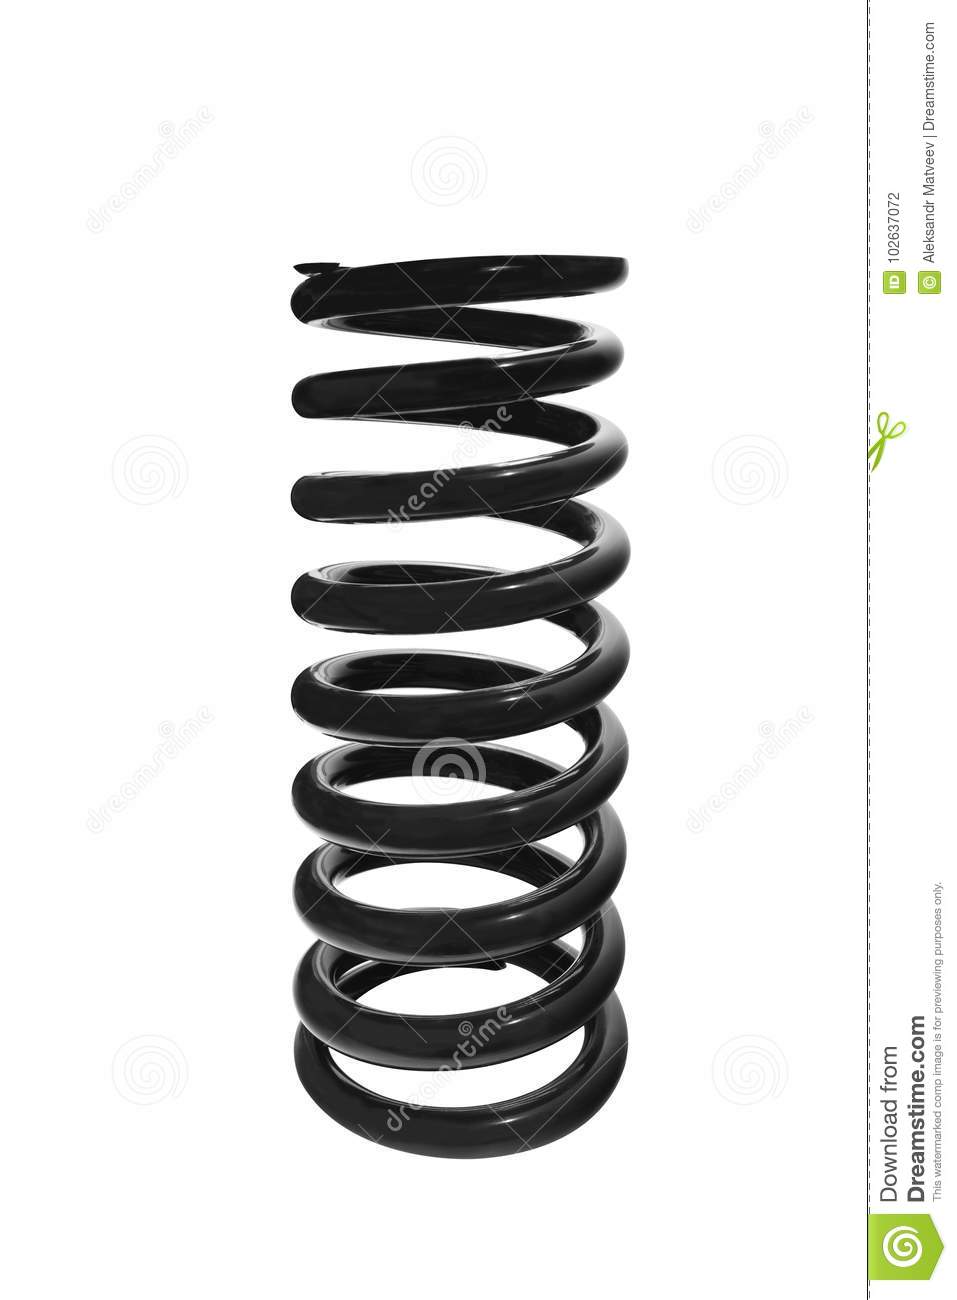 dreamstime
dreamstime
dreamstime
dreamstime
dreamstime
dreamstime
ID 102637072
© Aleksandr Matveev | Dreamstime.com
Download from
Dreamstime.com
This watermarked comp image is for previewing purposes only.